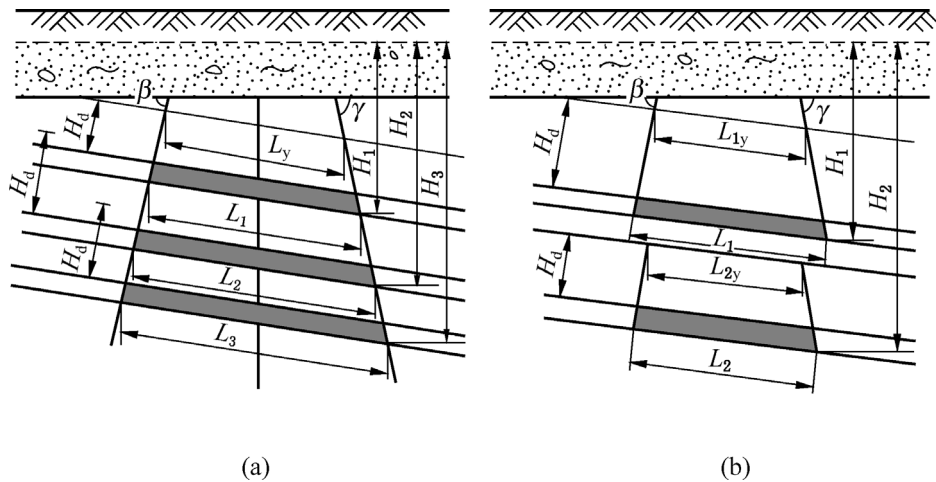 β
γ
H_d
H_d
H_d
L_y
L_1
L_2
L_3
H_1
H_2
H_3
(a)
β
γ
H_d
H_d
L_1y
L_1
L_2y
L_2
H_1
H_2
(b)